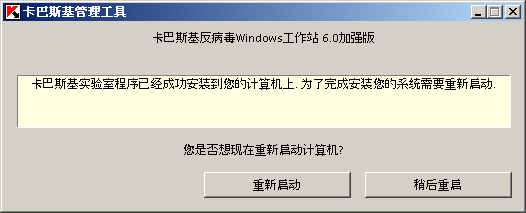 卡巴斯基管理工具
卡巴斯基反病毒Windows工作站 6.0加强版
卡巴斯基实验室程序已经成功安装到您的计算机上. 为了完成安装您的系统需要重新启动.
您是否想现在重新启动计算机?
重新启动
稍后重启